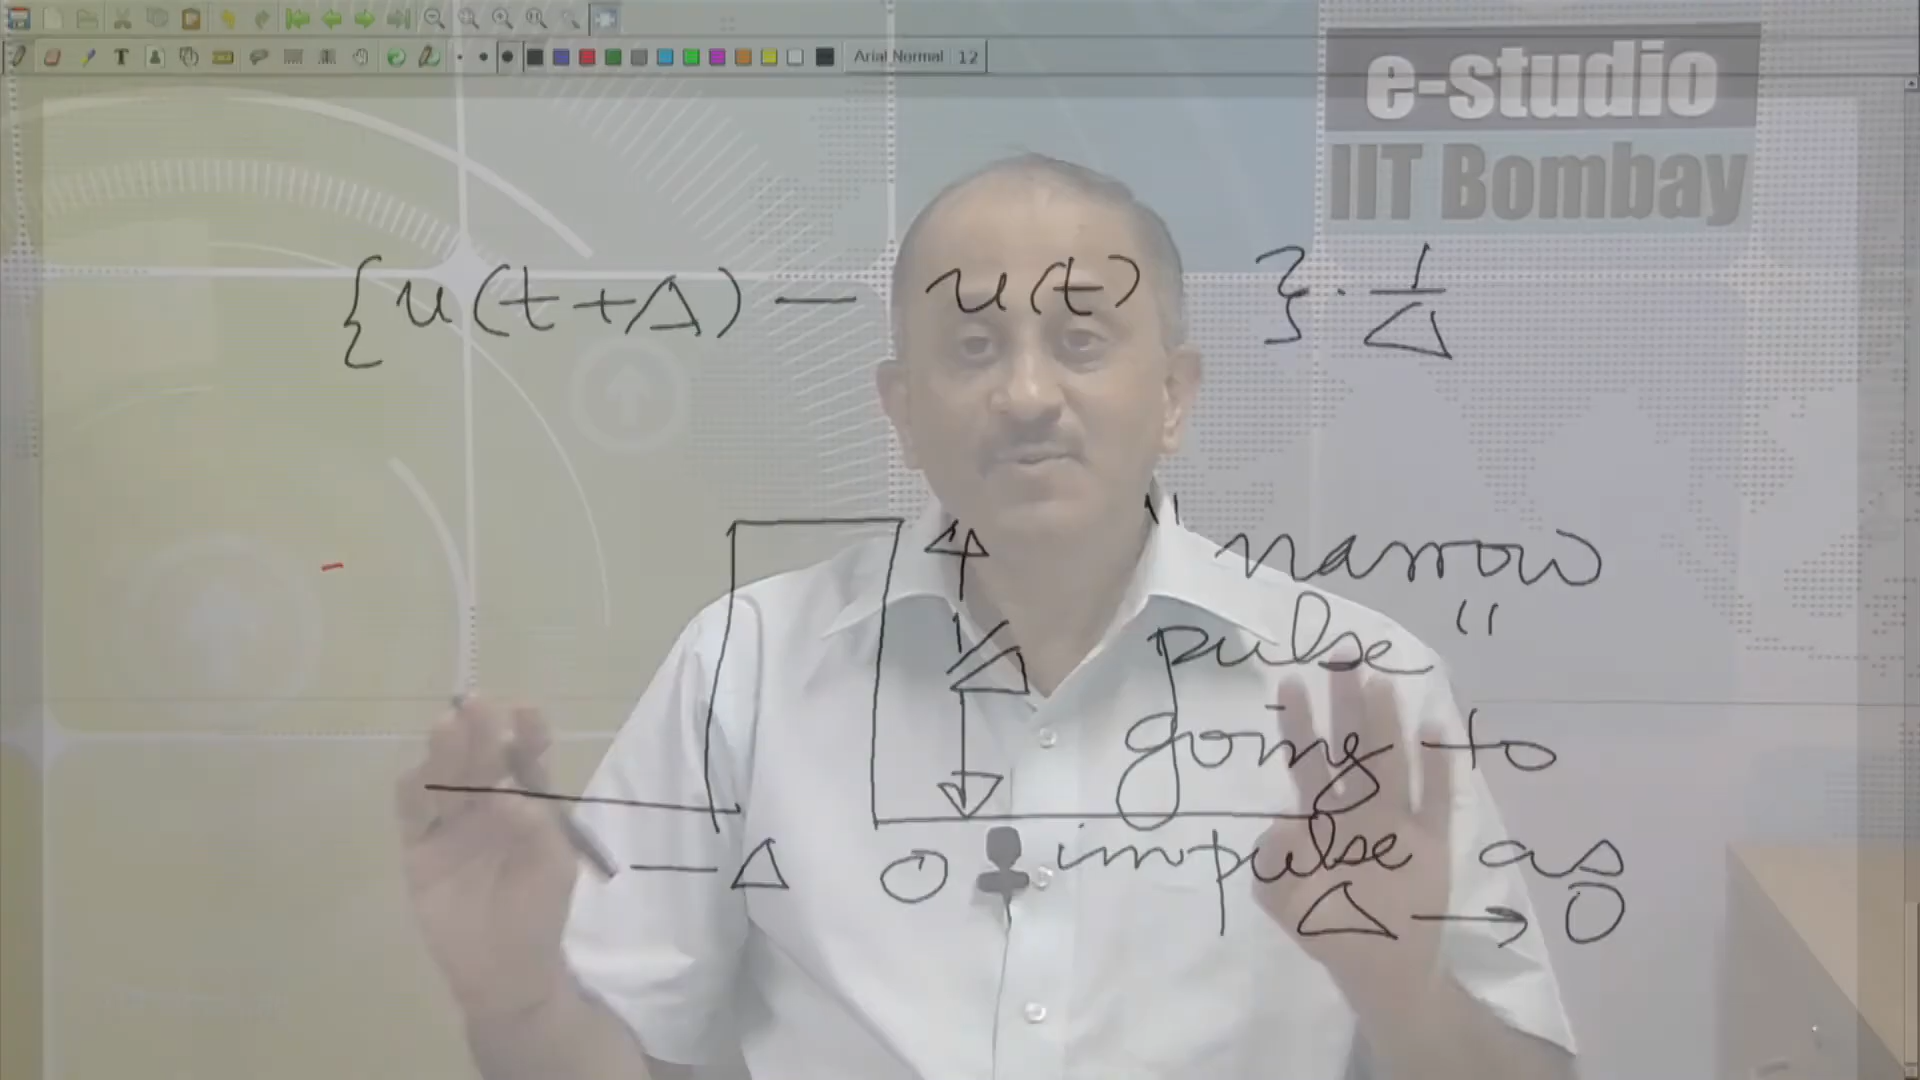 T
Arial Normal 12
e-studio
IIT Bombay
{u(t+Δ) — u(t) } · 1/Δ
"narrow
pulse"
going to
impulse as
Δ → 0
1/Δ
—Δ 0